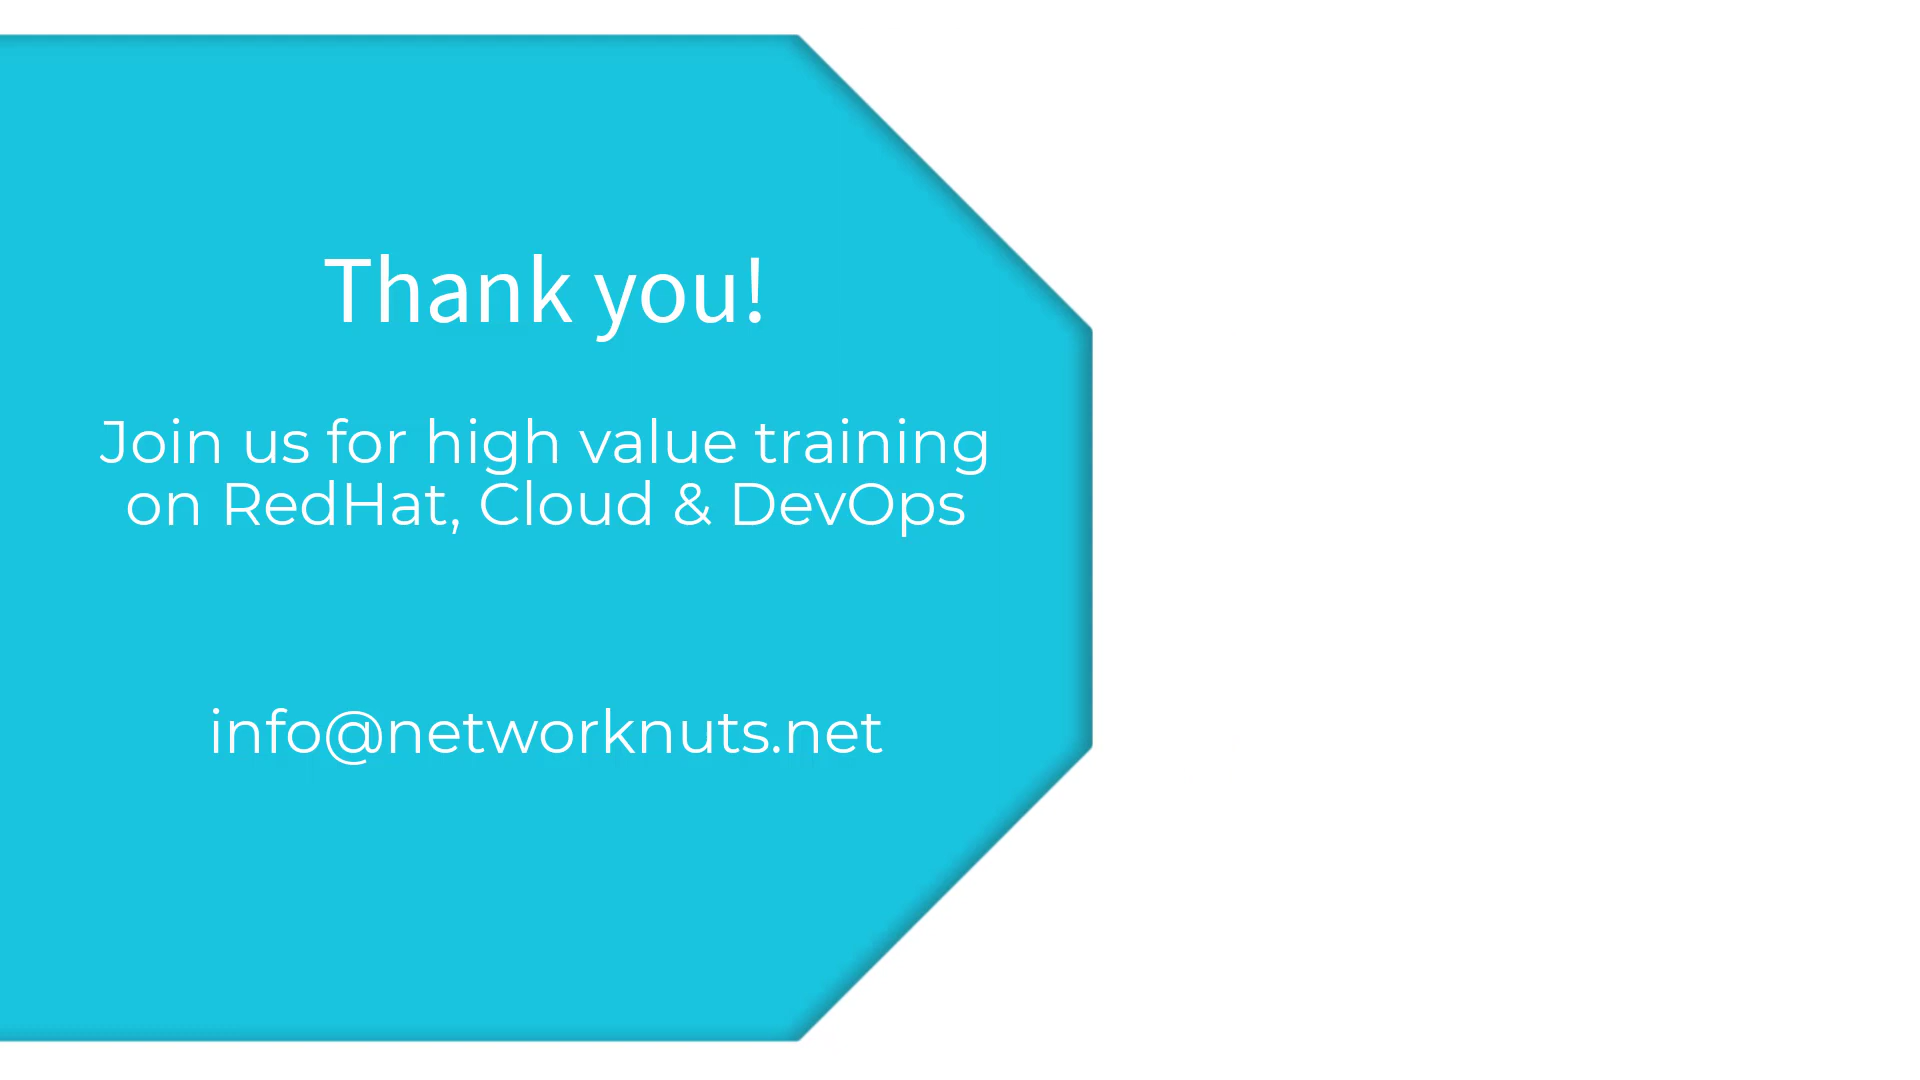 Thank you!
Join us for high value training
on RedHat, Cloud & DevOps
info@networknuts.net